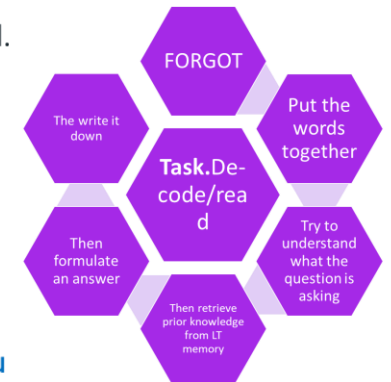 FORGOT
Put the
words
together
Try to
understand
what the
question is
asking
Then retrieve
prior knowledge
from LT
memory
Then
formulate
an answer
The write it
down
Task.De-
code/rea
d